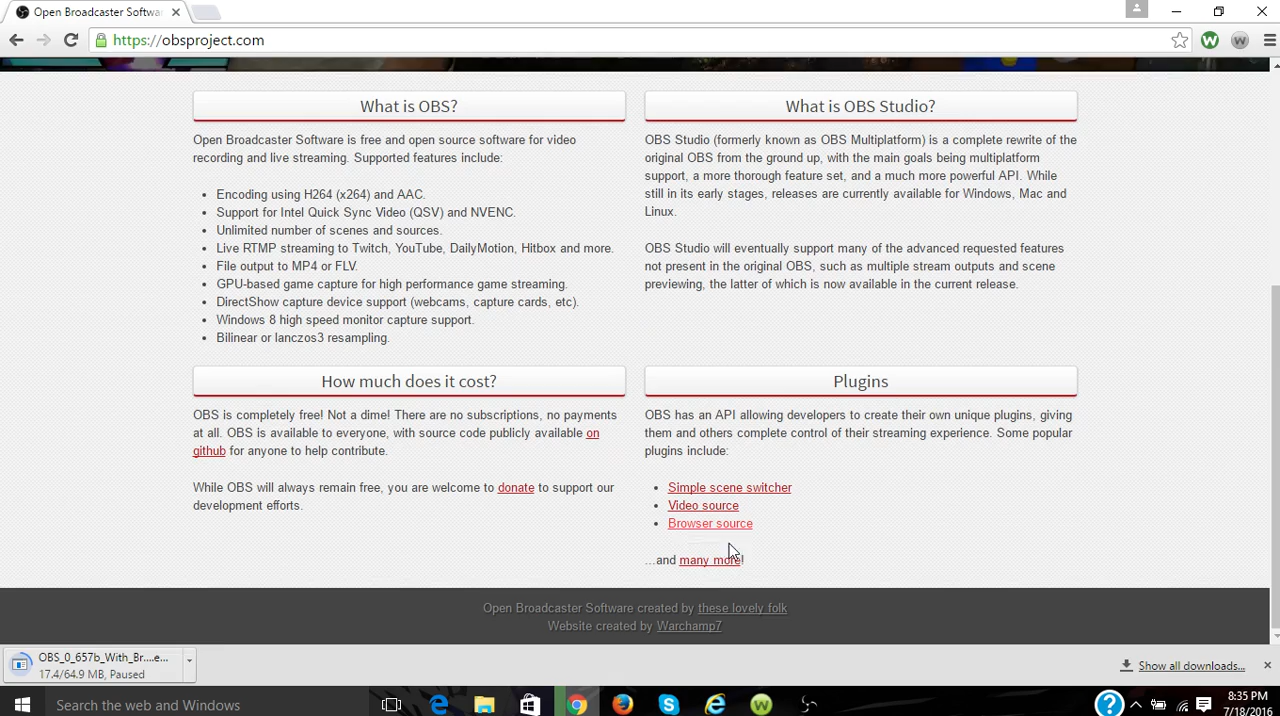 Open Broadcaster Softwar
https://obsproject.com
What is OBS?
Open Broadcaster Software is free and open source software for video
recording and live streaming. Supported features include:
• Encoding using H264 (x264) and AAC.
• Support for Intel Quick Sync Video (QSV) and NVENC.
• Unlimited number of scenes and sources.
• Live RTMP streaming to Twitch, YouTube, DailyMotion, Hitbox and more.
• File output to MP4 or FLV.
• GPU-based game capture for high performance game streaming.
• DirectShow capture device support (webcams, capture cards, etc).
• Windows 8 high speed monitor capture support.
• Bilinear or lanczos3 resampling.
What is OBS Studio?
OBS Studio (formerly known as OBS Multiplatform) is a complete rewrite of the
original OBS from the ground up, with the main goals being multiplatform
support, a more thorough feature set, and a much more powerful API. While
still in its early stages, releases are currently available for Windows, Mac and
Linux.
OBS Studio will eventually support many of the advanced requested features
not present in the original OBS, such as multiple stream outputs and scene
previewing, the latter of which is now available in the current release.
How much does it cost?
OBS is completely free! Not a dime! There are no subscriptions, no payments
at all. OBS is available to everyone, with source code publicly available on
github for anyone to help contribute.
While OBS will always remain free, you are welcome to donate to support our
development efforts.
Plugins
OBS has an API allowing developers to create their own unique plugins, giving
them and others complete control of their streaming experience. Some popular
plugins include:
• Simple scene switcher
• Video source
• Browser source
...and many more!
Open Broadcaster Software created by these lovely folk
Website created by Warchamp7
OBS_0_657b_With_Br....e...
17.4/64.9 MB, Paused
Show all downloads...
Search the web and Windows
8:35 PM
7/18/2016